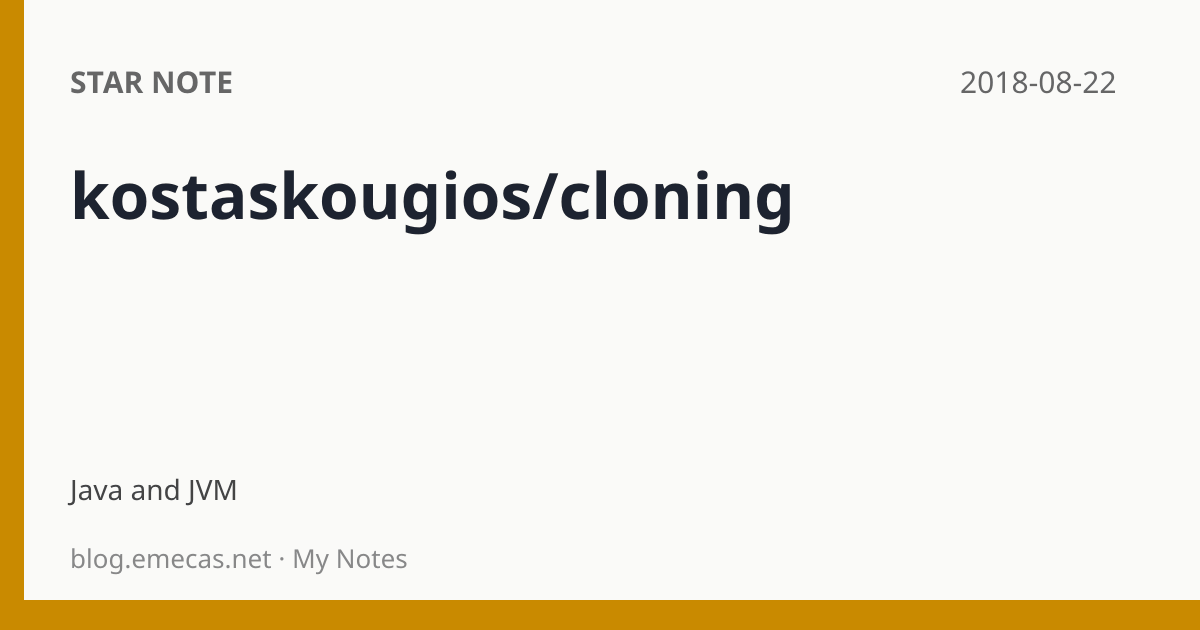 STAR NOTE 2018-08-22
kostaskougios/cloning
Java and JVM
blog.emecas.net · My Notes